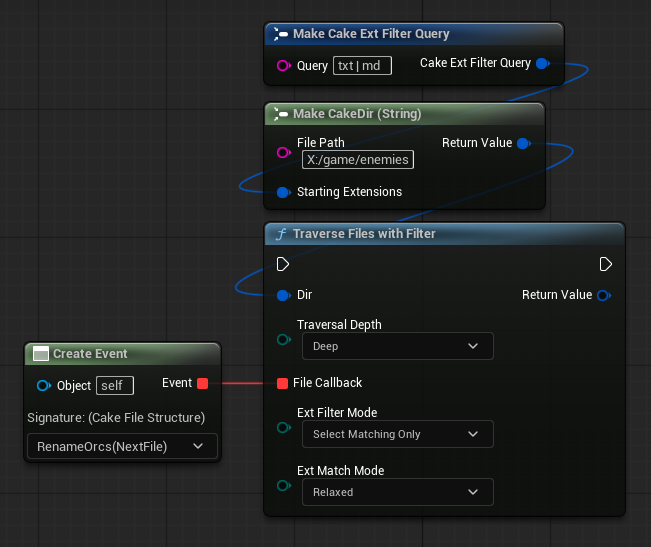 Make Cake Ext Filter Query
Query txt|md Cake Ext Filter Query
Make CakeDir (String)
File Path Return Value
X:/game/enemies
Starting Extensions
f Traverse Files with Filter
Dir Return Value
Traversal Depth
Deep
Create Event
Object self Event
File Callback
Signature: (Cake File Structure)
RenameOrcs(NextFile)
Ext Filter Mode
Select Matching Only
Ext Match Mode
Relaxed